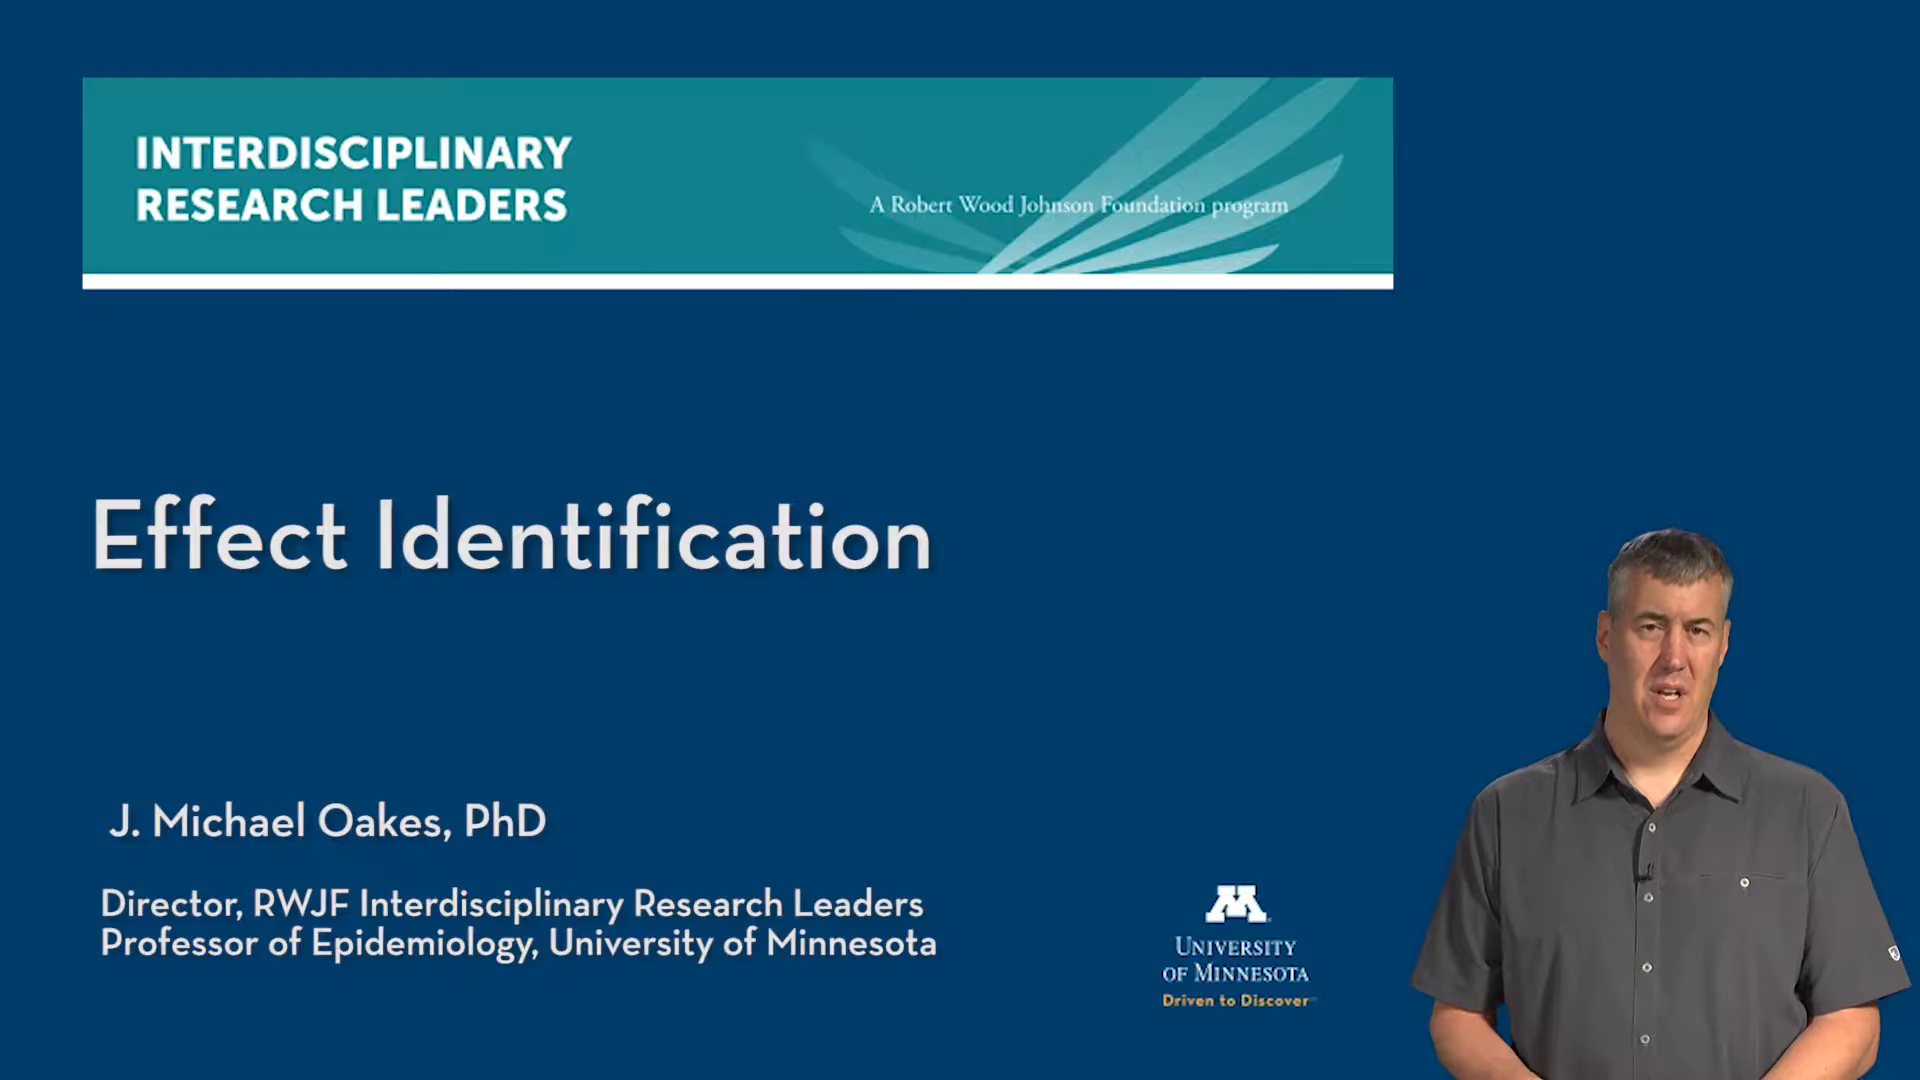 INTERDISCIPLINARY
RESEARCH LEADERS
A Robert Wood Johnson Foundation program
Effect Identification
J. Michael Oakes, PhD
Director, RWJF Interdisciplinary Research Leaders
Professor of Epidemiology, University of Minnesota
M
UNIVERSITY
OF MINNESOTA
Driven to Discover